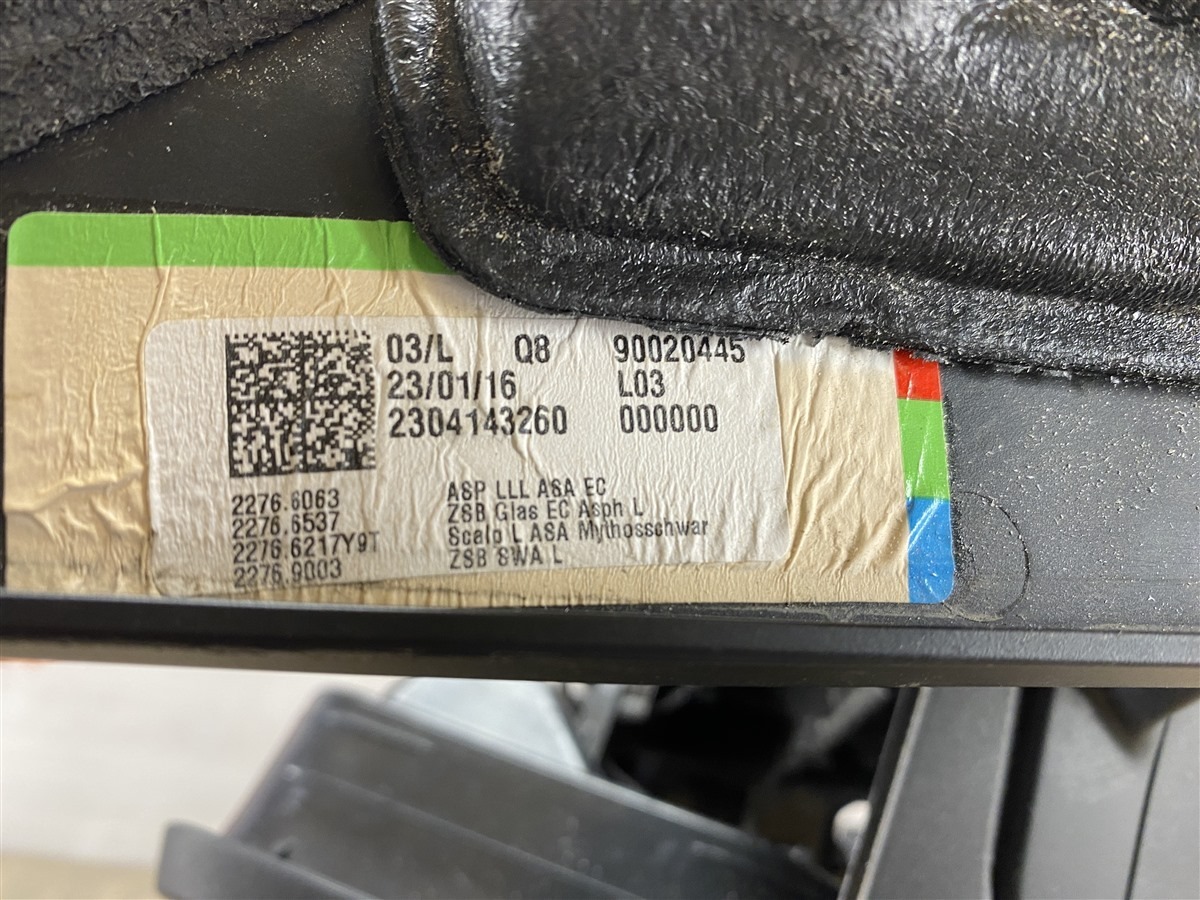 03/L Q8 90020445
23/01/16 L03
2304143260 000000
2276.6063 ASP LLL ASA EC
2276.6537 ZSB Glas EC Asph L
2276.6217Y9T Scalp L ASA Mythosschwar
2276.9003 ZSB SWA L